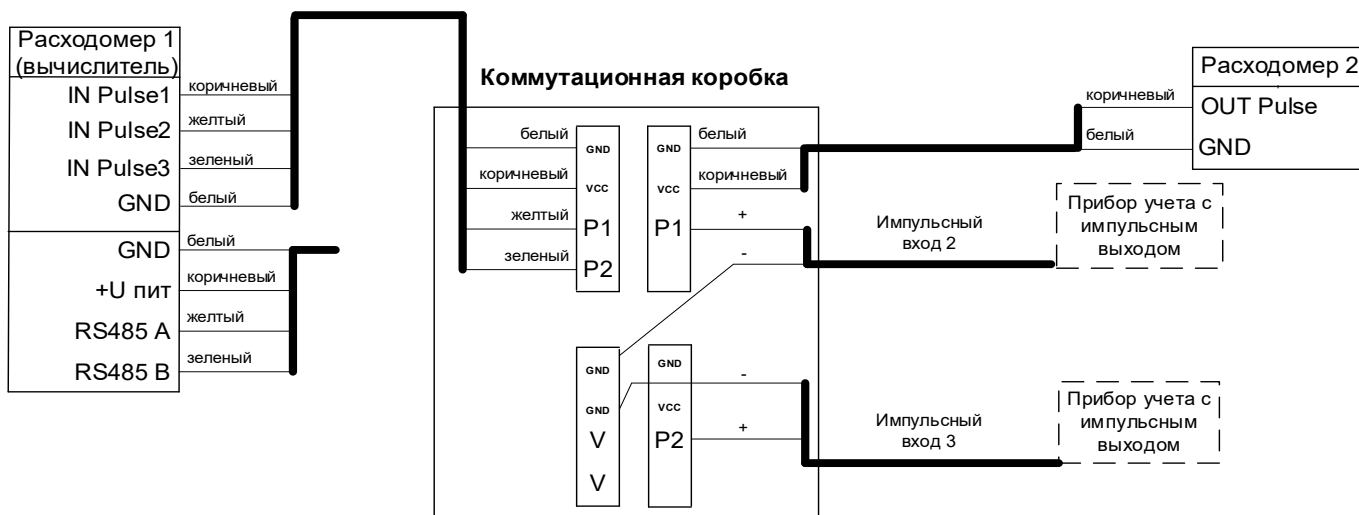 Расходомер 1
(вычислитель)
IN Pulse1
коричневый
IN Pulse2
желтый
IN Pulse3
зеленый
GND
белый
GND
белый
+U пит
коричневый
RS485 A
желтый
RS485 B
зеленый
Коммутационная коробка
белый
GND
коричневый
VCC
желтый
P1
зеленый
P2
GND
белый
VCC
коричневый
P1
+
-
GND
GND
V
V
GND
-
VCC
P2
+
Импульсный
вход 2
Импульсный
вход 3
Расходомер 2
коричневый
OUT Pulse
белый
GND
Прибор учета с
импульсным
выходом
Прибор учета с
импульсным
выходом